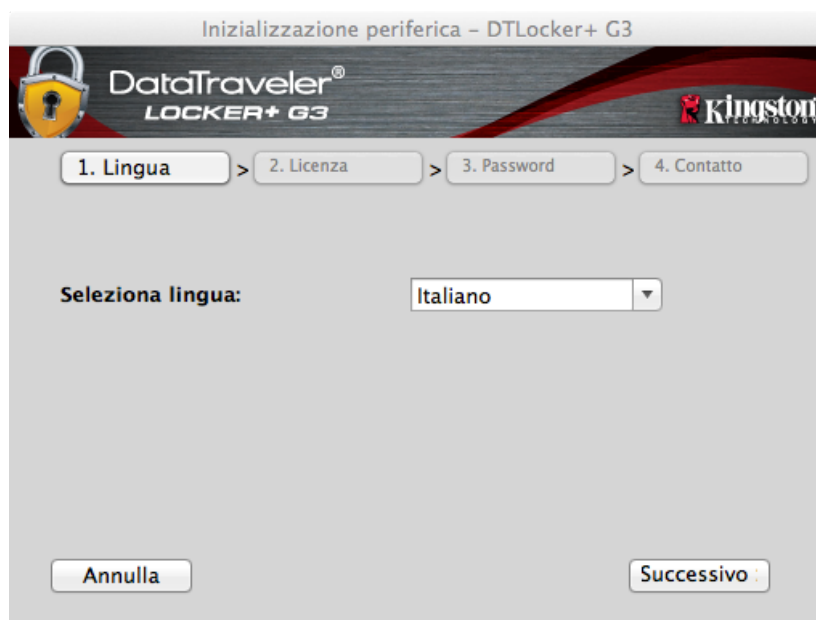 Inizializzazione periferica – DTLocker+ G3
DataTraveler®
LOCKER+ G3
Kingston
TECHNOLOGY
1. Lingua > 2. Licenza > 3. Password > 4. Contatto
Seleziona lingua: Italiano
Annulla Successivo